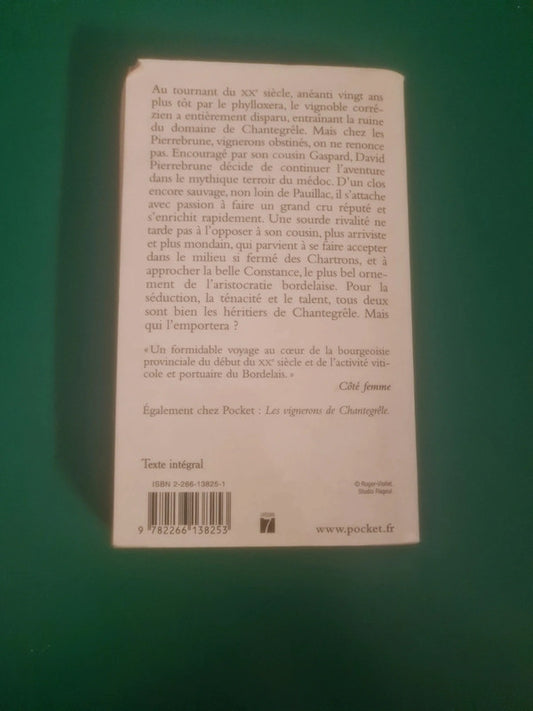 Au tournant du XXᵉ siècle, anéanti vingt ans
plus tôt par le phylloxera, le vignoble corré-
zien a entièrement disparu, entraînant la ruine
du domaine de Chantegrêle. Mais chez les
Pierrebrune, vignerons obstinés, on ne renonce
pas. Encouragé par son cousin Gaspard, David
Pierrebrune décide de continuer l'aventure
dans le mythique terroir du médoc. D'un clos
encore sauvage, non loin de Pauillac, il s'attache
avec passion à faire un grand cru réputé et
s'enrichit rapidement. Une sourde rivalité ne
tarde pas à l'opposer à son cousin, plus arriviste
et plus mondain, qui parvient à se faire accepter
dans le milieu si fermé des Chartrons, et à
approcher la belle Constance, le plus bel orne-
ment de l'aristocratie bordelaise. Pour la
séduction, la ténacité et le talent, tous deux
sont bien les héritiers de Chantegrêle. Mais
qui l'emportera ?
« Un formidable voyage au cœur de la bourgeoisie
provinciale du début du XXᵉ siècle et de l'activité viti-
cole et portuaire du Bordelais. »
Côté femme
Également chez Pocket : Les vignerons de Chantegrêle.
Texte intégral
ISBN 2-266-13825-1
© Roger-Viollet,
Studio Rageul
9 782266 138253
7
www.pocket.fr